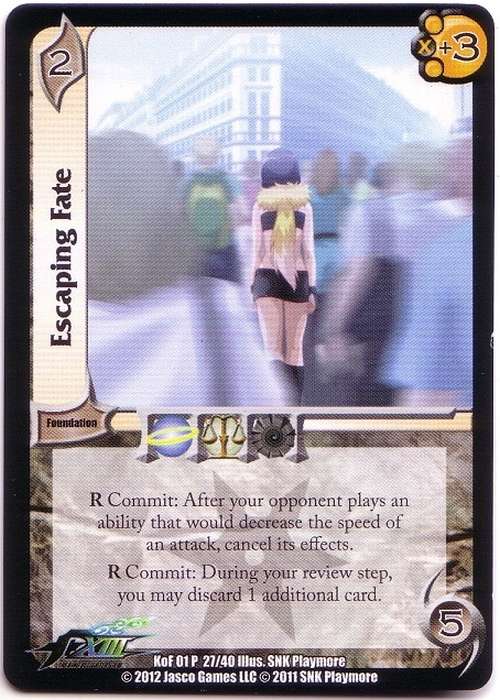 2
X +3
Escaping Fate
Foundation
R Commit: After your opponent plays an
ability that would decrease the speed of
an attack, cancel its effects.
R Commit: During your review step,
you may discard 1 additional card.
5
XIII
KoF 01 P 27/40 Illus. SNK Playmore
© 2012 Jasco Games LLC © 2011 SNK Playmore